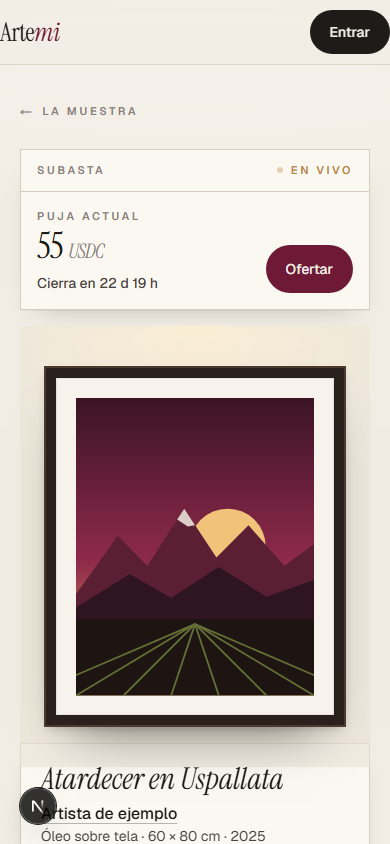 Artemi
Entrar
← LA MUESTRA
SUBASTA
EN VIVO
PUJA ACTUAL
55 USDC
Cierra en 22 d 19 h
Ofertar
Atardecer en Uspallata
N
Artista de ejemplo
Óleo sobre tela · 60 × 80 cm · 2025